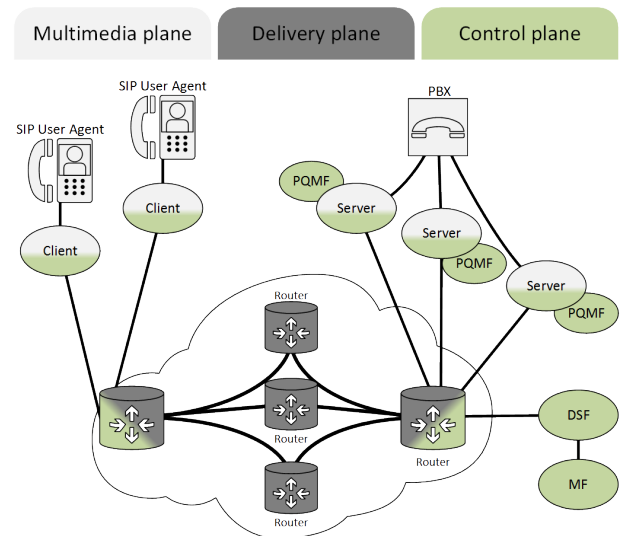 Multimedia plane
Delivery plane
Control plane
SIP User Agent
PBX
SIP User Agent
PQMF
Client
Server
Server
Client
PQMF
Server
Router
PQMF
DSF
Router
Router
MF
Router